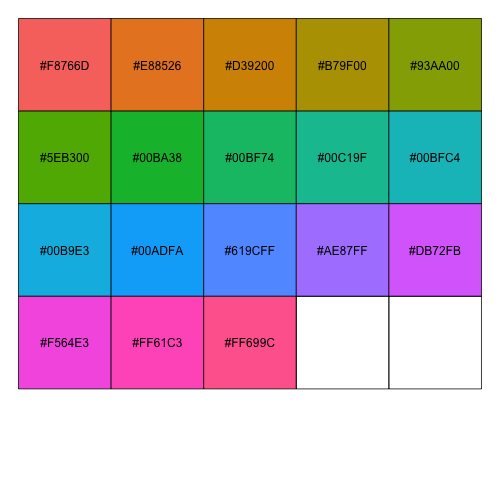 #F8766D #E88526 #D39200 #B79F00 #93AA00
#5EB300 #00BA38 #00BF74 #00C19F #00BFC4
#00B9E3 #00ADFA #619CFF #AE87FF #DB72FB
#F564E3 #FF61C3 #FF699C